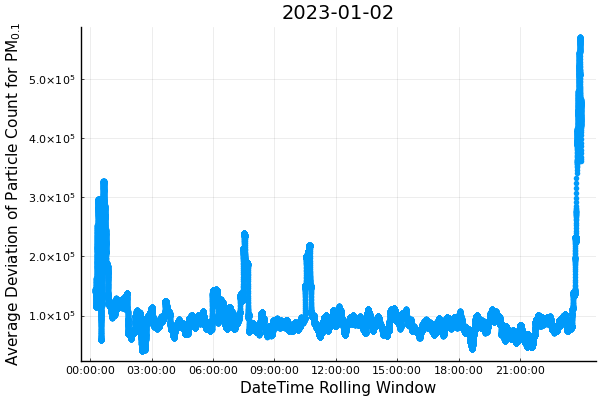 2023-01-02
Average Deviation of Particle Count for PM₀.₁
5.0×10⁵
4.0×10⁵
3.0×10⁵
2.0×10⁵
1.0×10⁵
00:00:00 03:00:00 06:00:00 09:00:00 12:00:00 15:00:00 18:00:00 21:00:00
DateTime Rolling Window